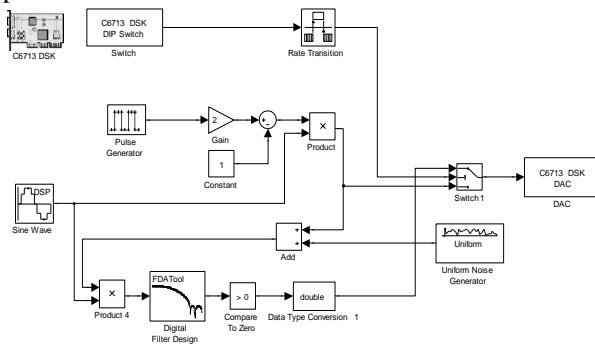 C6713 DSK
C6713 DSK
DIP Switch
Switch
Rate Transition
Pulse
Generator
2
Gain
+
-
1
Constant
×
Product
DSP
Sine Wave
Switch 1
C6713 DSK
DAC
DAC
+
+
Add
Uniform
Uniform Noise
Generator
×
Product 4
FDATool
Digital
Filter Design
> 0
Compare
To Zero
double
Data Type Conversion 1